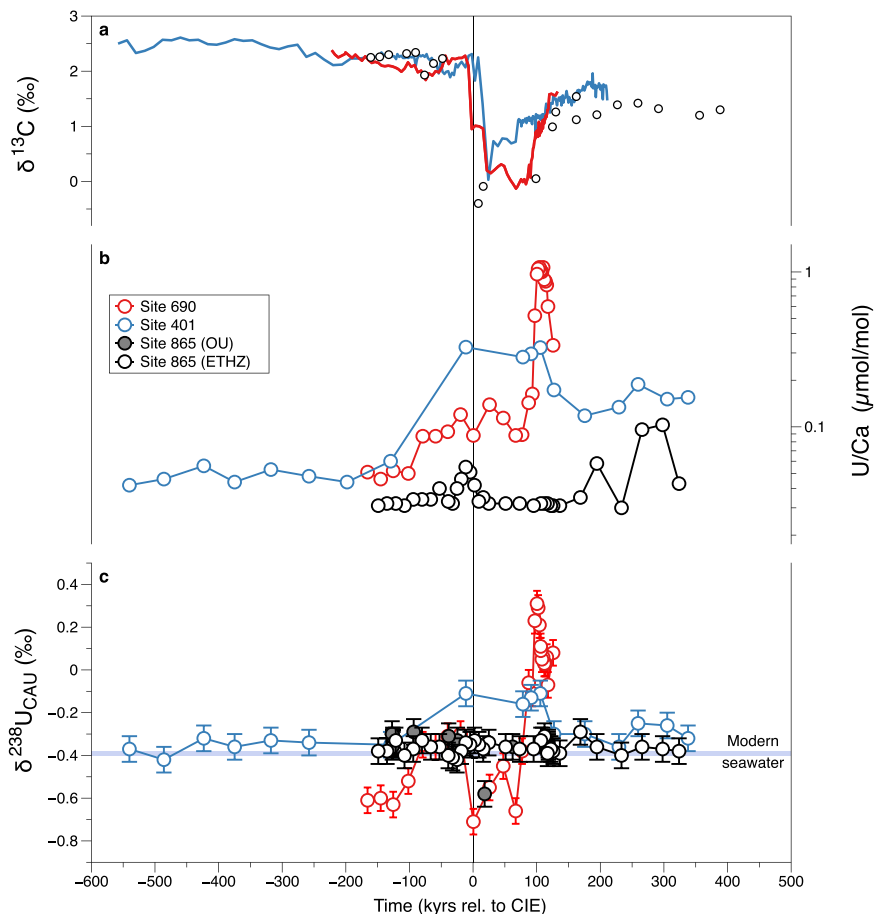 a
3
2
1
0
δ ¹³C (‰)
b
Site 690
Site 401
Site 865 (OU)
Site 865 (ETHZ)
1
0.1
U/Ca (µmol/mol)
c
0.4
0.2
0
−0.2
−0.4
−0.6
−0.8
δ²³⁸U_CAU (‰)
Modern
seawater
−600 −500 −400 −300 −200 −100 0 100 200 300 400 500
Time (kyrs rel. to CIE)